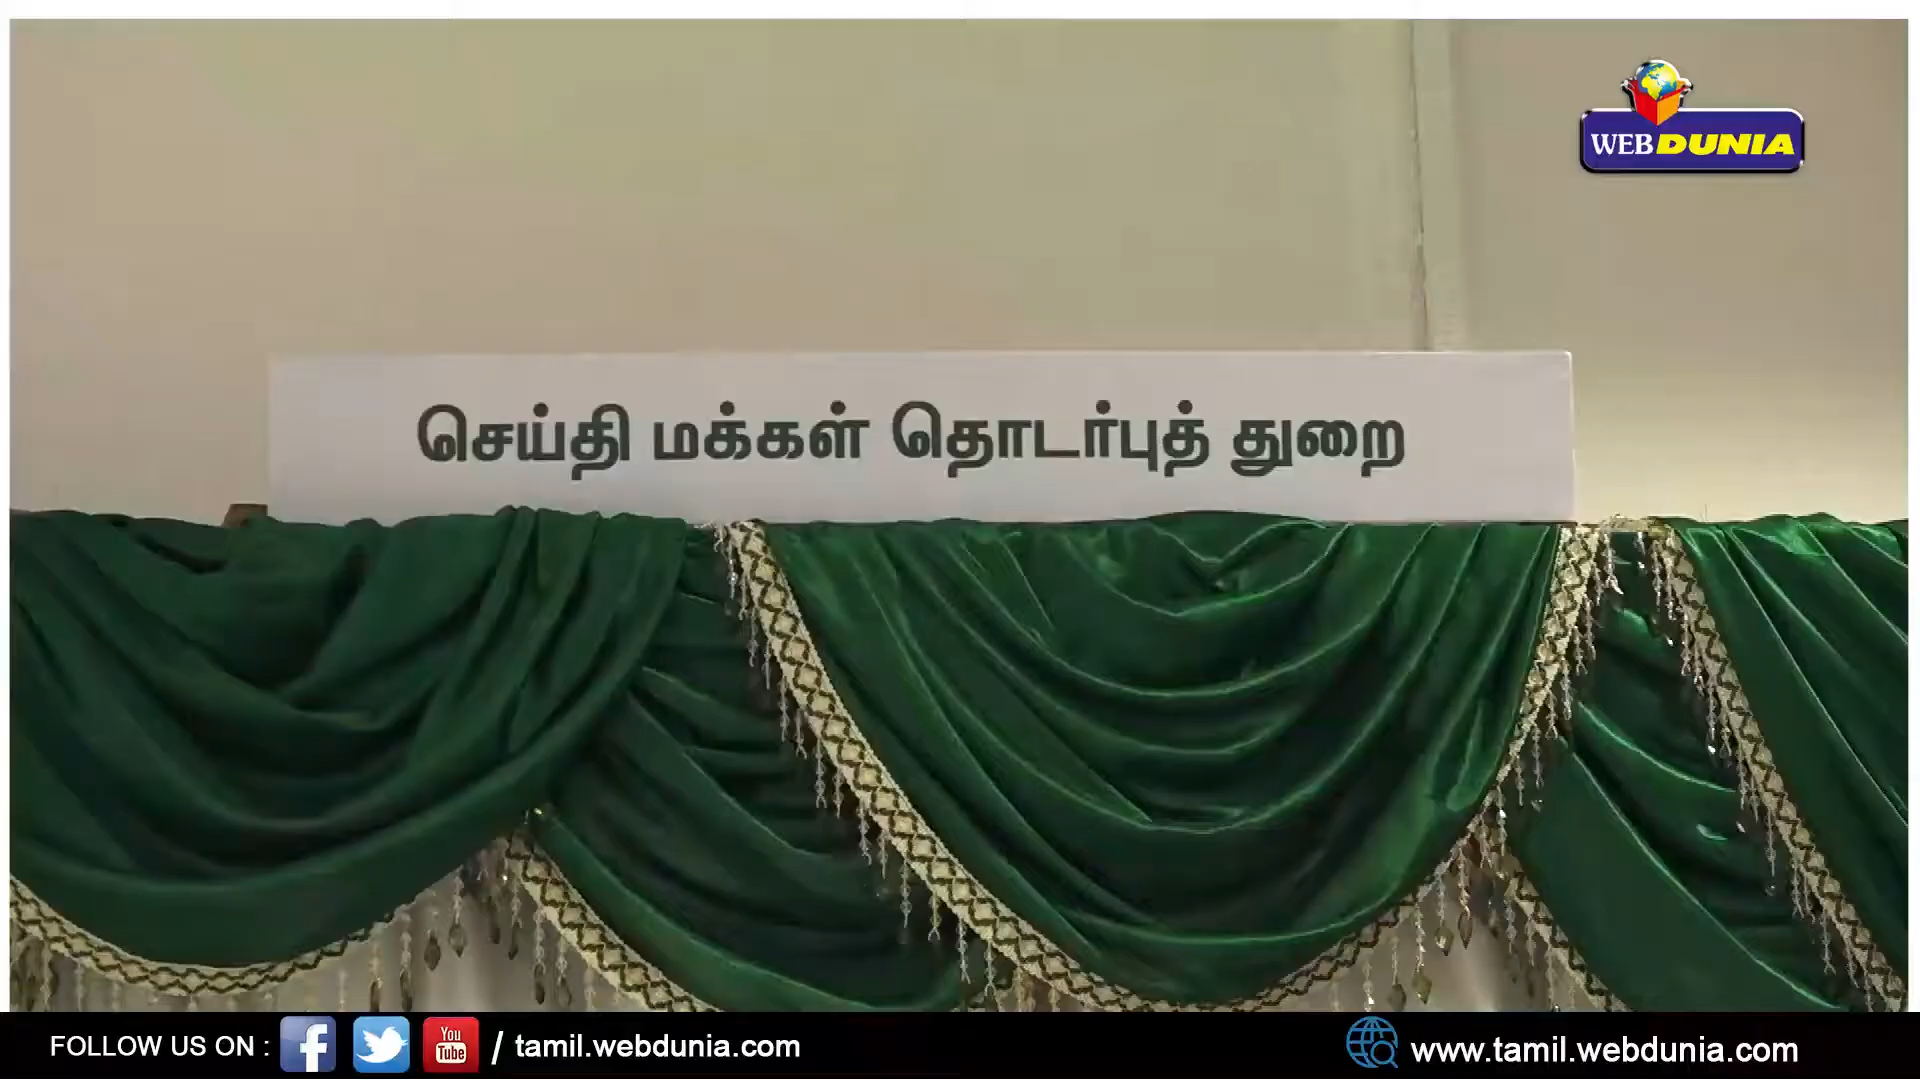 WEBDUNIA
செய்தி மக்கள் தொடர்புத் துறை
FOLLOW US ON : f You Tube / tamil.webdunia.com
www.tamil.webdunia.com